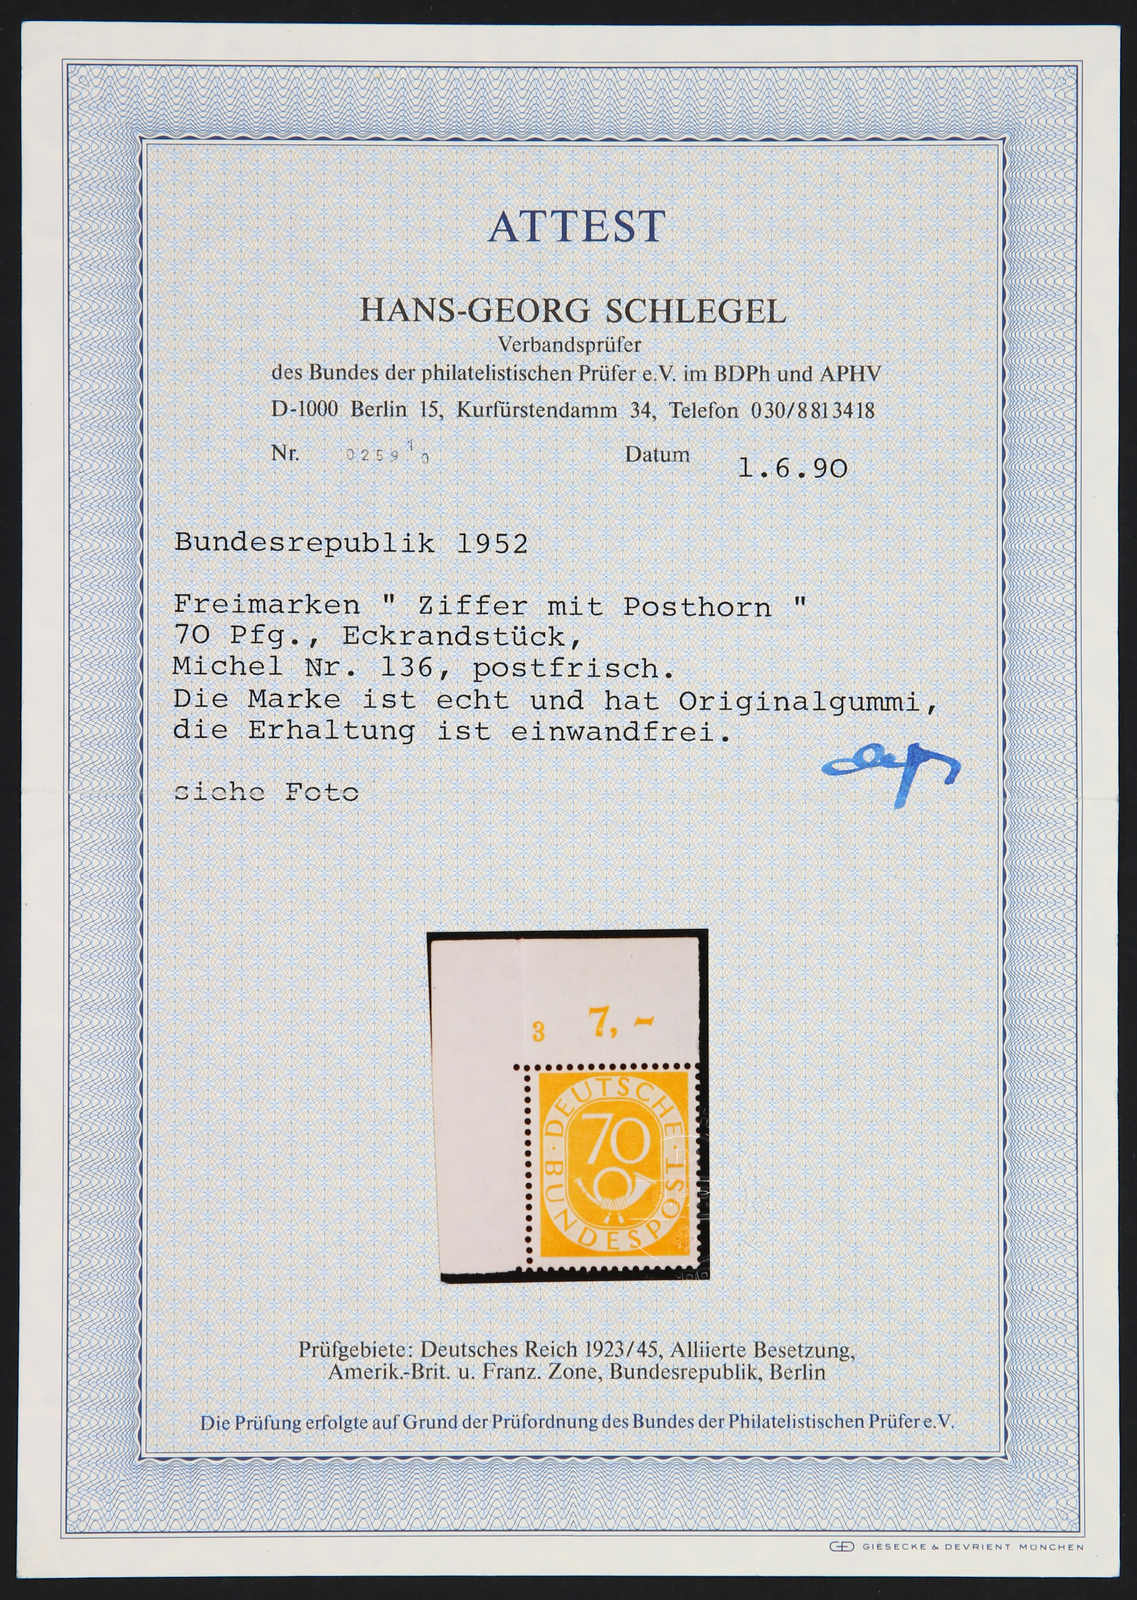 ATTEST
HANS-GEORG SCHLEGEL
Verbandsprüfer
des Bundes der philatelistischen Prüfer e.V. im BDPh und APHV
D-1000 Berlin 15, Kurfürstendamm 34, Telefon 030/8813418
Nr. 025910 Datum 1.6.90
Bundesrepublik 1952
Freimarken " Ziffer mit Posthorn "
70 Pfg., Eckrandstück,
Michel Nr. 136, postfrisch.
Die Marke ist echt und hat Originalgummi,
die Erhaltung ist einwandfrei.
siehe Foto
3 7,-
DEUTSCHE
70
BUNDESPOST
Prüfgebiete: Deutsches Reich 1923/45, Alliierte Besetzung,
Amerik.-Brit. u. Franz. Zone, Bundesrepublik, Berlin
Die Prüfung erfolgte auf Grund der Prüfordnung des Bundes der Philatelistischen Prüfer e.V.
GIESECKE & DEVRIENT MÜNCHEN